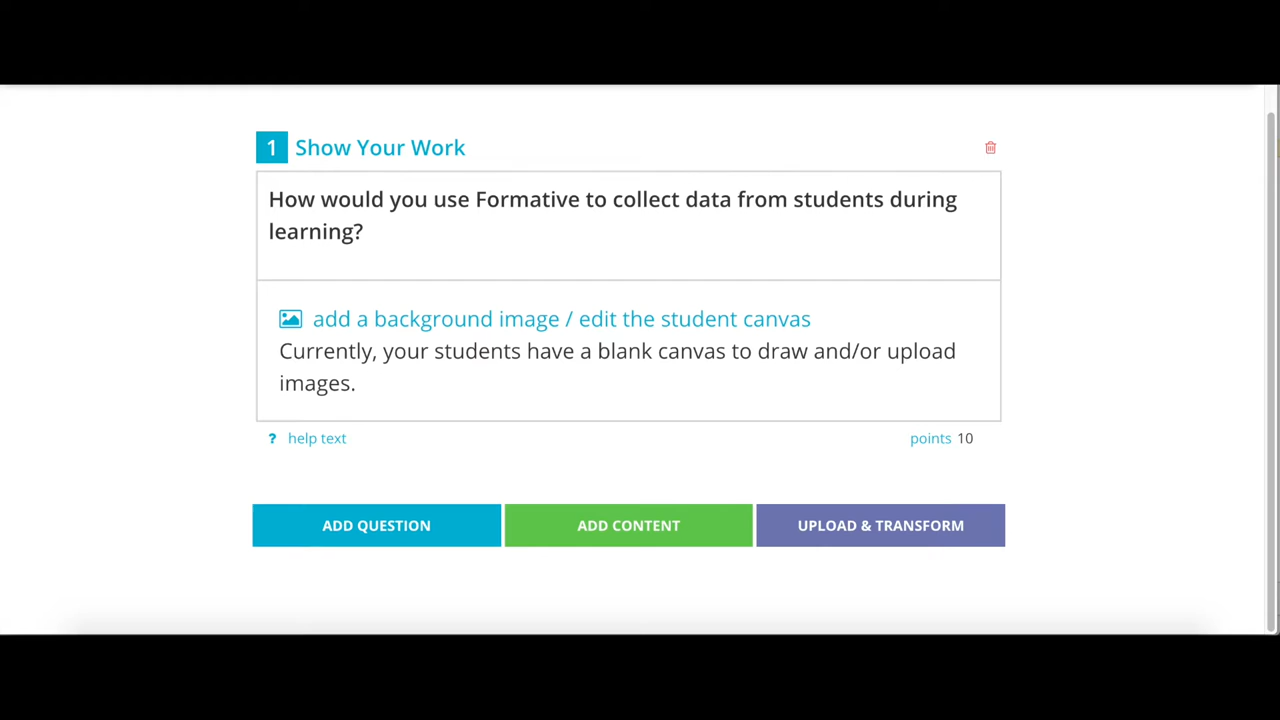 1 Show Your Work
How would you use Formative to collect data from students during
learning?
add a background image / edit the student canvas
Currently, your students have a blank canvas to draw and/or upload
images.
? help text
points 10
ADD QUESTION
ADD CONTENT
UPLOAD & TRANSFORM